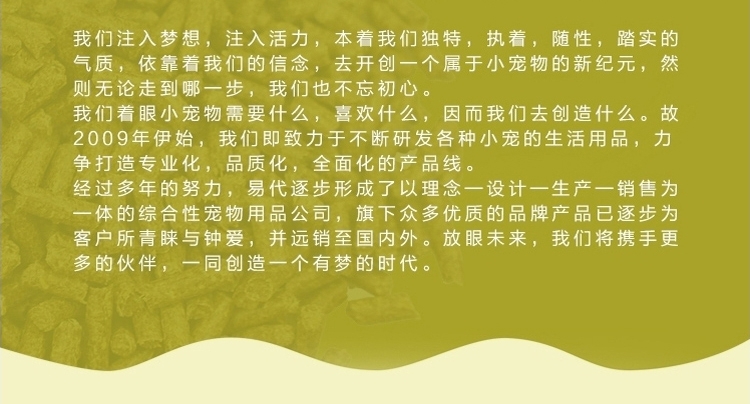 我们注入梦想，注入活力，本着我们独特，执着，随性，踏实的
气质，依靠着我们的信念，去开创一个属于小宠物的新纪元，然
则无论走到哪一步，我们也不忘初心。
我们着眼小宠物需要什么，喜欢什么，因而我们去创造什么。故
2009年伊始，我们即致力于不断研发各种小宠的生活用品，力
争打造专业化，品质化，全面化的产品线。
经过多年的努力，易代逐步形成了以理念一设计一生产一销售为
一体的综合性宠物用品公司，旗下众多优质的品牌产品已逐步为
客户所青睐与钟爱，并远销至国内外。放眼未来，我们将携手更
多的伙伴，一同创造一个有梦的时代。